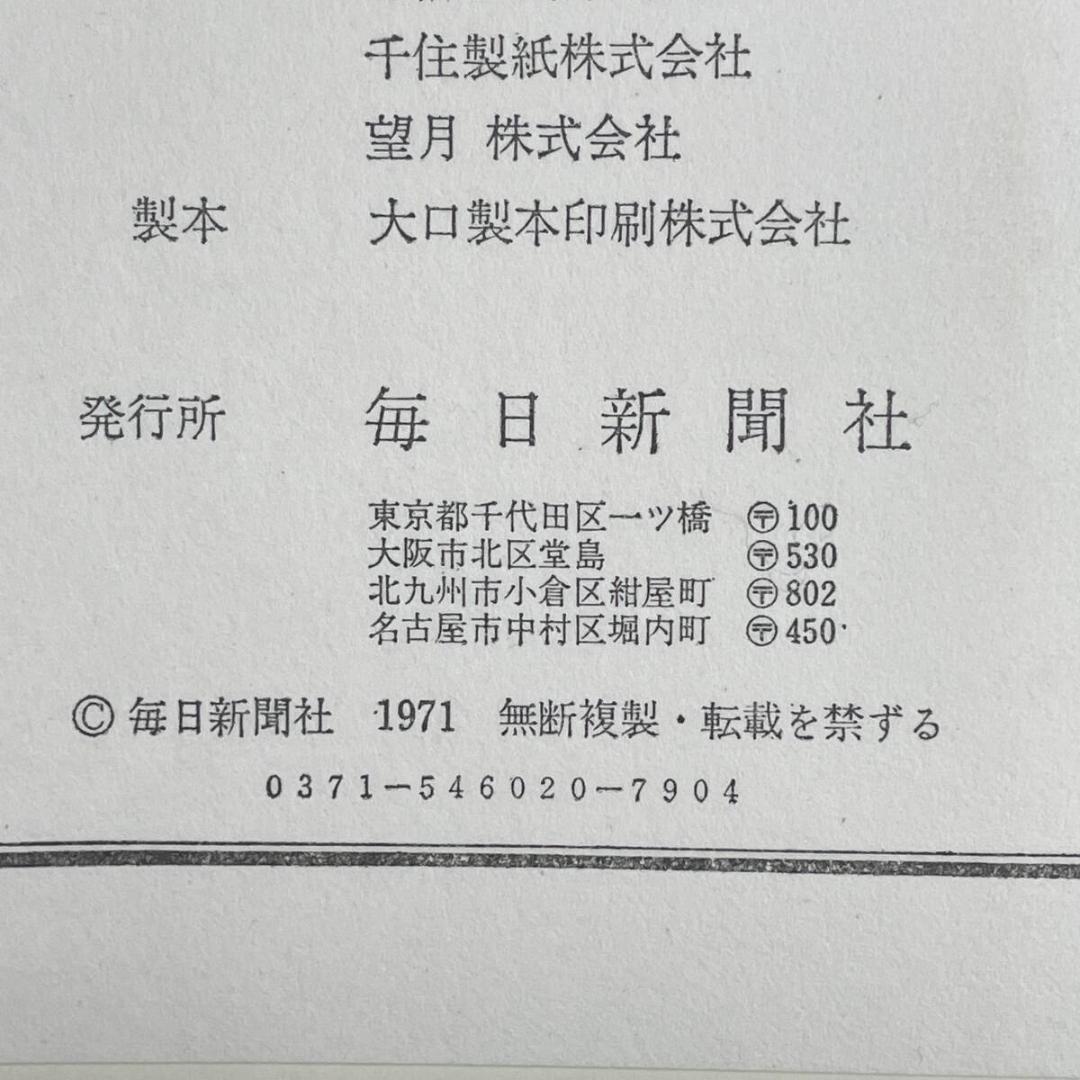 千住製紙株式会社
望月 株式会社
製本 大口製本印刷株式会社
発行所 毎日新聞社
東京都千代田区一ツ橋 〶100
大阪市北区堂島 〶530
北九州市小倉区紺屋町 〶802
名古屋市中村区堀内町 〶450
© 毎日新聞社 1971 無断複製・転載を禁ずる
0371-546020-7904